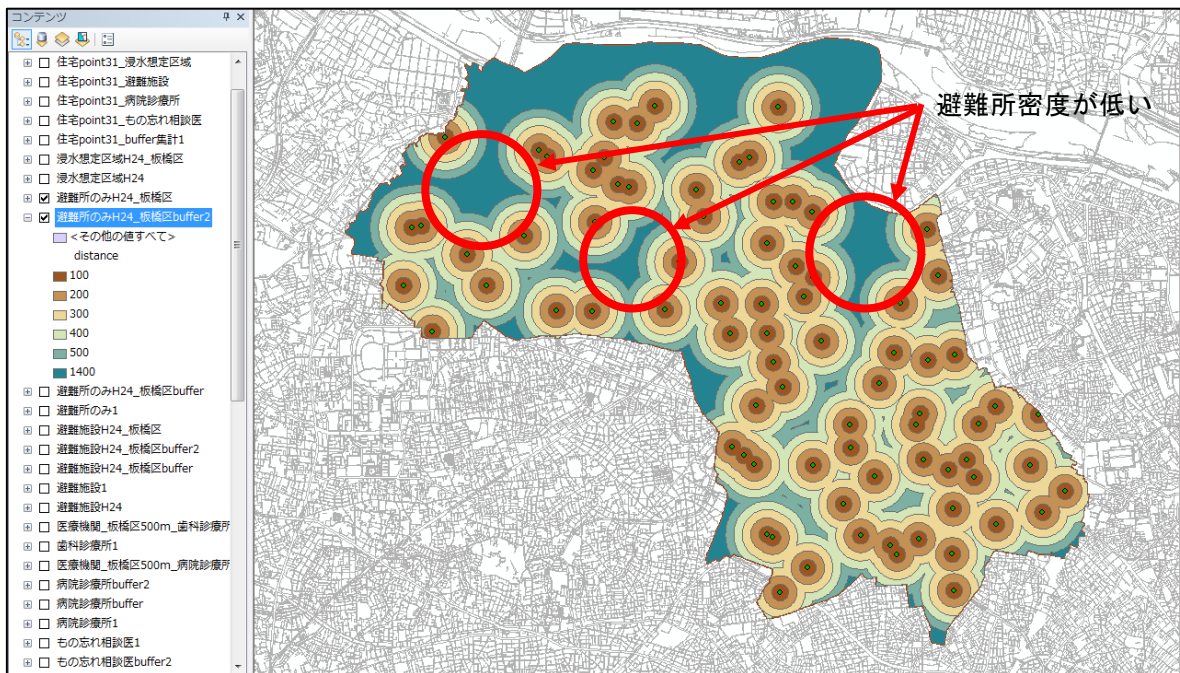 コンテンツ
住宅point31_浸水想定区域
住宅point31_避難施設
住宅point31_病院診療所
住宅point31_もの忘れ相談医
住宅point31_buffer集計1
浸水想定区域H24_板橋区
浸水想定区域H24
避難所のみH24_板橋区
避難所のみH24_板橋区buffer2
<その他の値すべて>
distance
100
200
300
400
500
1400
避難所のみH24_板橋区buffer
避難所のみ1
避難施設H24_板橋区
避難施設H24_板橋区buffer2
避難施設H24_板橋区buffer
避難施設1
避難施設H24
医療機関_板橋区500m_歯科診療所
歯科診療所1
医療機関_板橋区500m_病院診療所
病院診療所buffer2
病院診療所buffer
病院診療所1
もの忘れ相談医1
もの忘れ相談医buffer2
避難所密度が低い